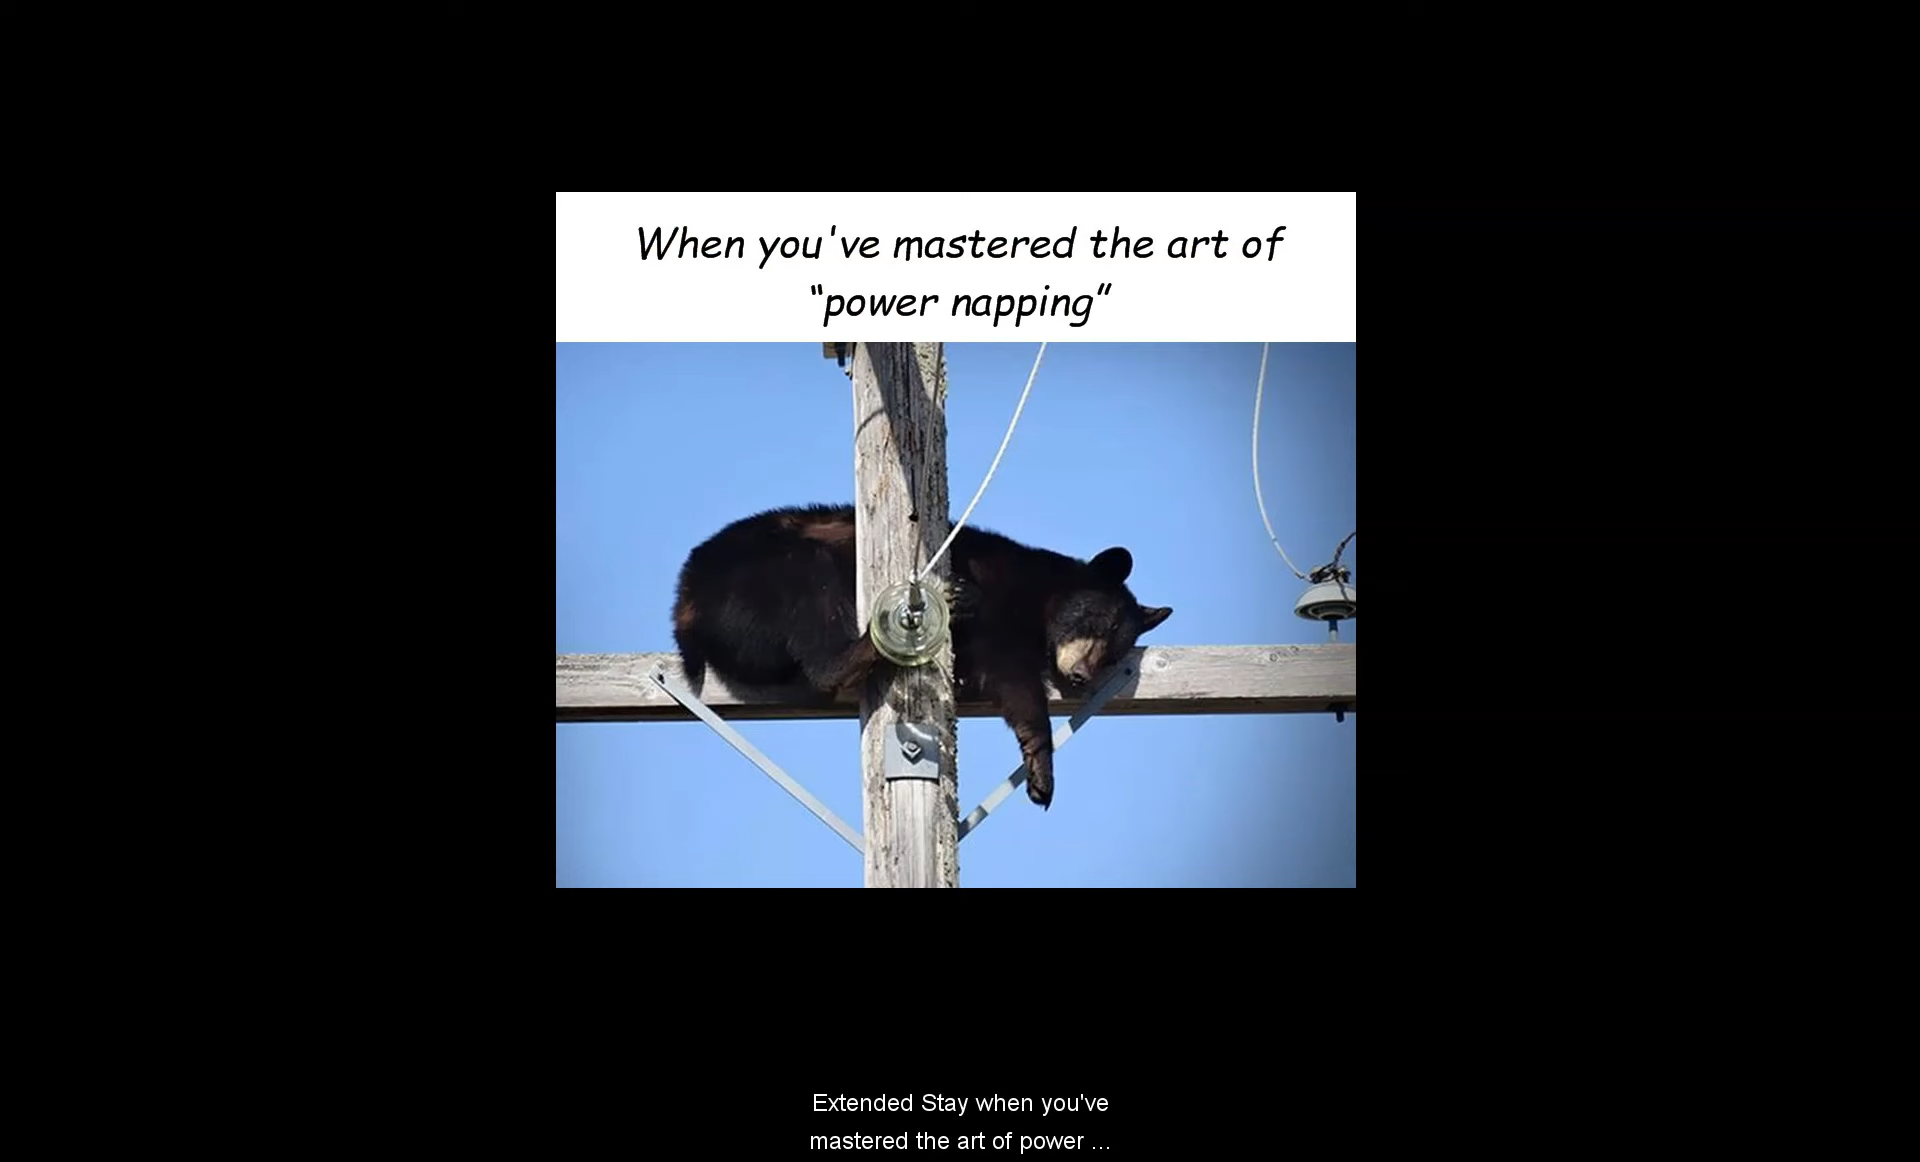 When you've mastered the art of
“power napping”
Extended Stay when you've
mastered the art of power ...